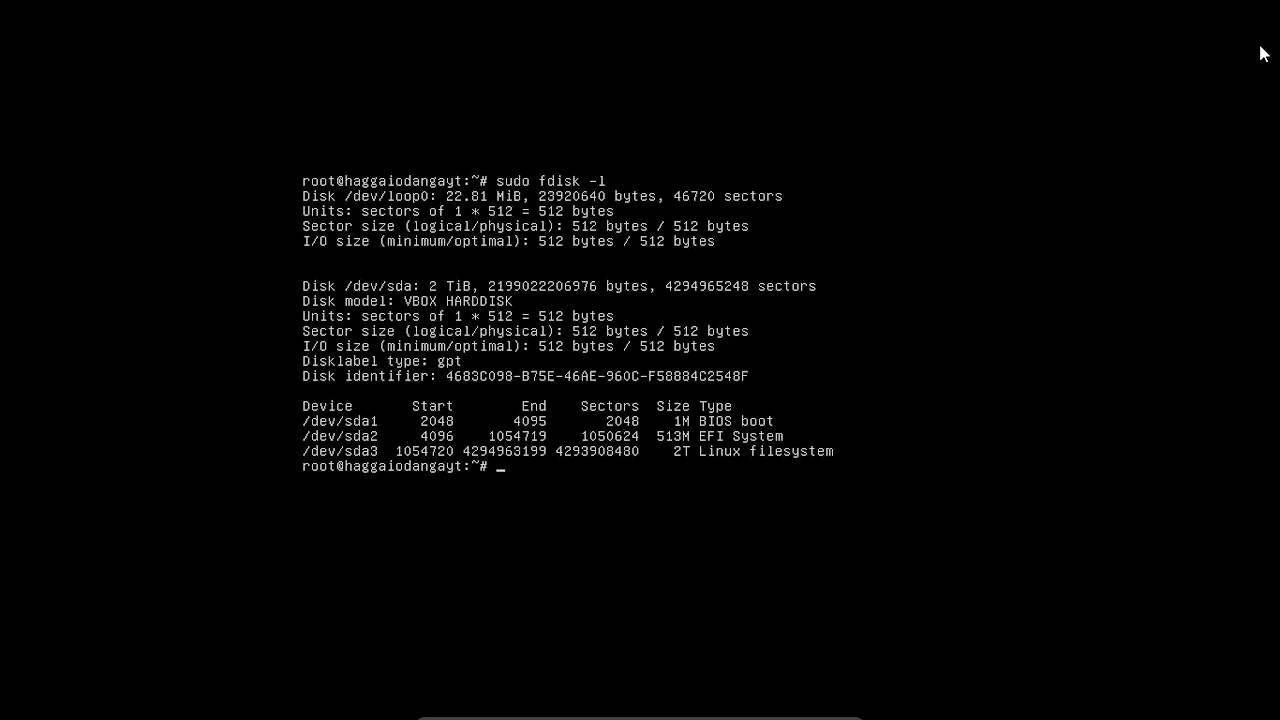 root@haggaiodangayt:~# sudo fdisk -l
Disk /dev/loop0: 22.81 MiB, 23920640 bytes, 46720 sectors
Units: sectors of 1 * 512 = 512 bytes
Sector size (logical/physical): 512 bytes / 512 bytes
I/O size (minimum/optimal): 512 bytes / 512 bytes
Disk /dev/sda: 2 TiB, 2199022206976 bytes, 4294965248 sectors
Disk model: VBOX HARDDISK
Units: sectors of 1 * 512 = 512 bytes
Sector size (logical/physical): 512 bytes / 512 bytes
I/O size (minimum/optimal): 512 bytes / 512 bytes
Disklabel type: gpt
Disk identifier: 4683C098-B75E-46AE-960C-F58884C2548F
Device Start End Sectors Size Type
/dev/sda1 2048 4095 2048 1M BIOS boot
/dev/sda2 4096 1054719 1050624 513M EFI System
/dev/sda3 1054720 4294963199 4293908480 2T Linux filesystem
root@haggaiodangayt:~# _